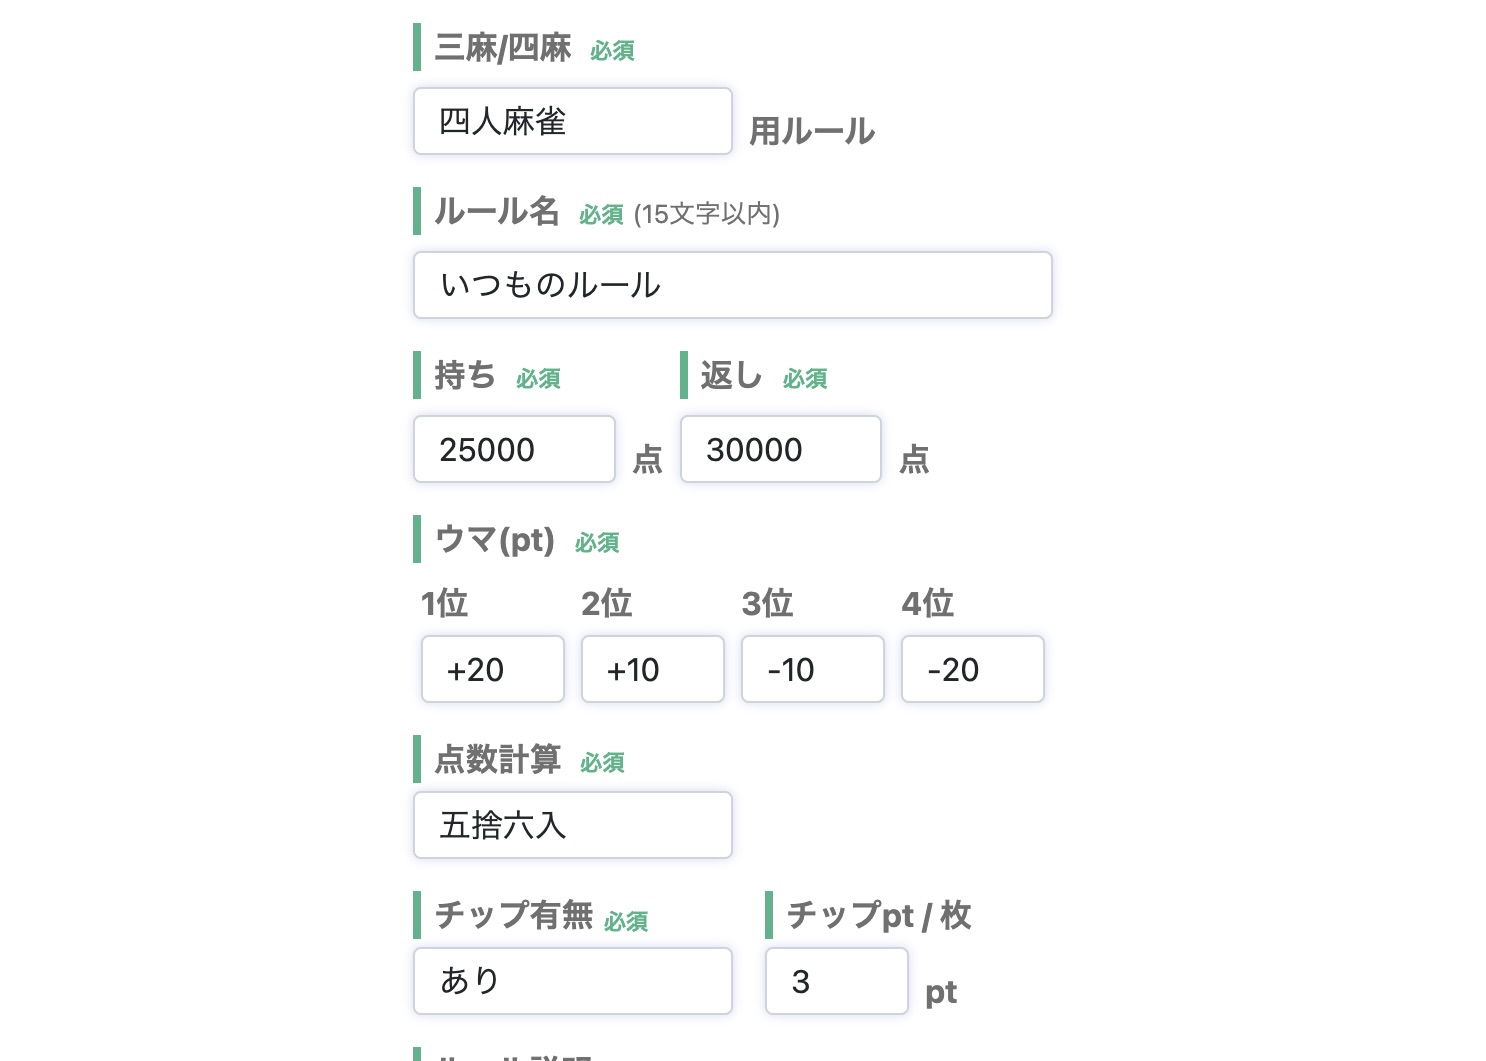 三麻/四麻 必須
四人麻雀 用ルール
ルール名 必須 (15文字以内)
いつものルール
持ち 必須 返し 必須
25000 点 30000 点
ウマ(pt) 必須
1位 2位 3位 4位
+20 +10 -10 -20
点数計算 必須
五捨六入
チップ有無 必須 チップpt / 枚
あり 3 pt